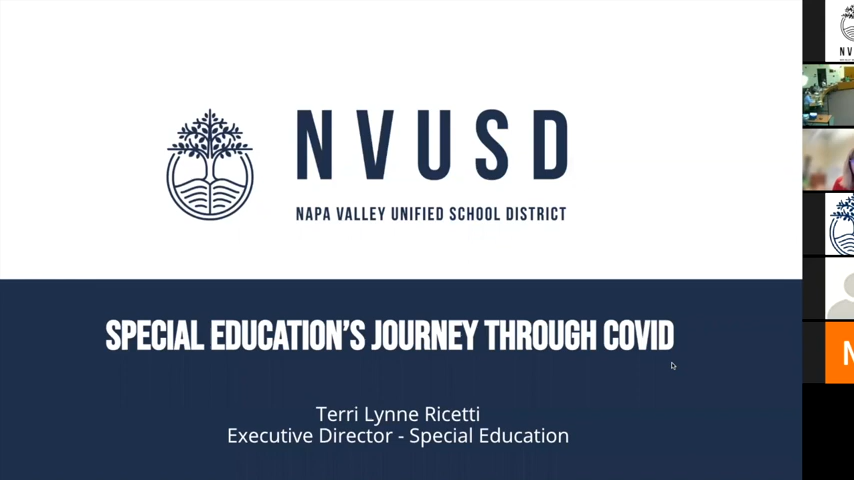 NVUSD
NAPA VALLEY UNIFIED SCHOOL DISTRICT
SPECIAL EDUCATION'S JOURNEY THROUGH COVID
Terri Lynne Ricetti
Executive Director - Special Education
N V
N